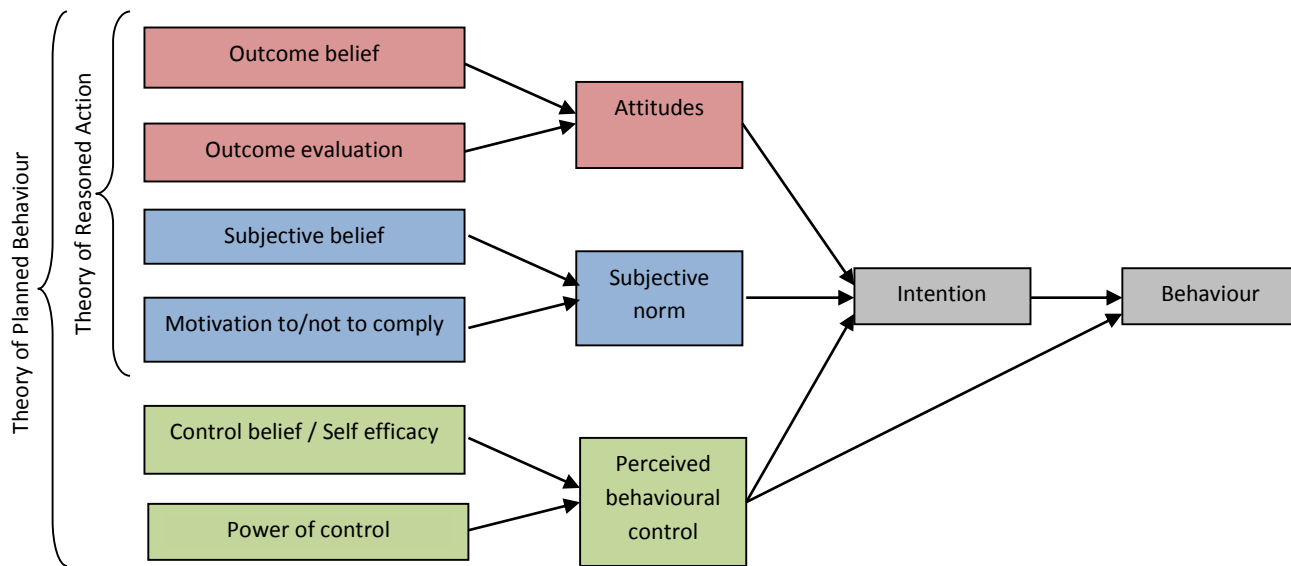 Theory of Planned Behaviour
Theory of Reasoned Action
Outcome belief
Outcome evaluation
Subjective belief
Motivation to/not to comply
Control belief / Self efficacy
Power of control
Attitudes
Subjective
norm
Perceived
behavioural
control
Intention
Behaviour